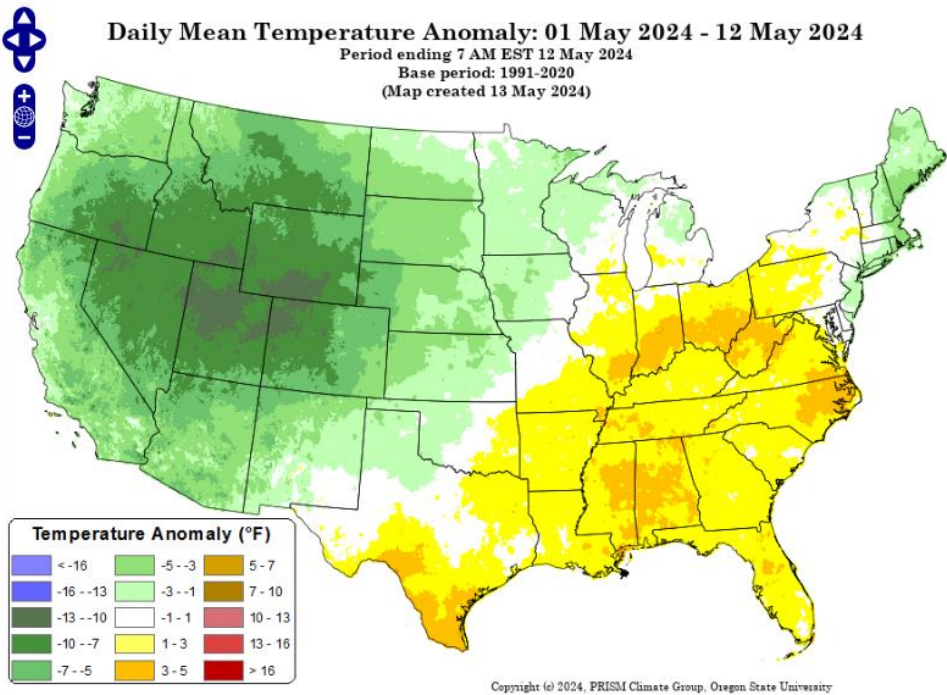 Daily Mean Temperature Anomaly: 01 May 2024 - 12 May 2024
Period ending 7 AM EST 12 May 2024
Base period: 1991-2020
(Map created 13 May 2024)
Temperature Anomaly (°F)
< -16
-16 - -13
-13 - -10
-10 - -7
-7 - -5
-5 - -3
-3 - -1
-1 - 1
1 - 3
3 - 5
5 - 7
7 - 10
10 - 13
13 - 16
> 16
Copyright (c) 2024, PRISM Climate Group, Oregon State University